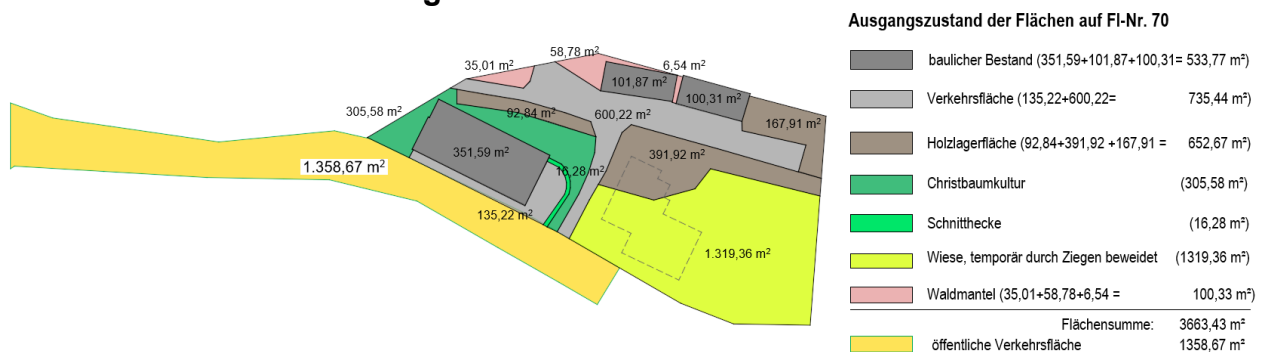 58,78 m²
35,01 m²
6,54 m²
101,87 m²
100,31 m²
305,58 m²
92,84 m²
600,22 m²
167,91 m²
351,59 m²
391,92 m²
1.358,67 m²
16,28 m²
135,22 m²
1.319,36 m²
Ausgangszustand der Flächen auf Fl-Nr. 70
baulicher Bestand (351,59+101,87+100,31= 533,77 m²)
Verkehrsfläche (135,22+600,22= 735,44 m²)
Holzlagerfläche (92,84+391,92 +167,91 = 652,67 m²)
Christbaumkultur (305,58 m²)
Schnitthecke (16,28 m²)
Wiese, temporär durch Ziegen beweidet (1319,36 m²)
Waldmantel (35,01+58,78+6,54 = 100,33 m²)
Flächensumme: 3663,43 m²
öffentliche Verkehrsfläche 1358,67 m²